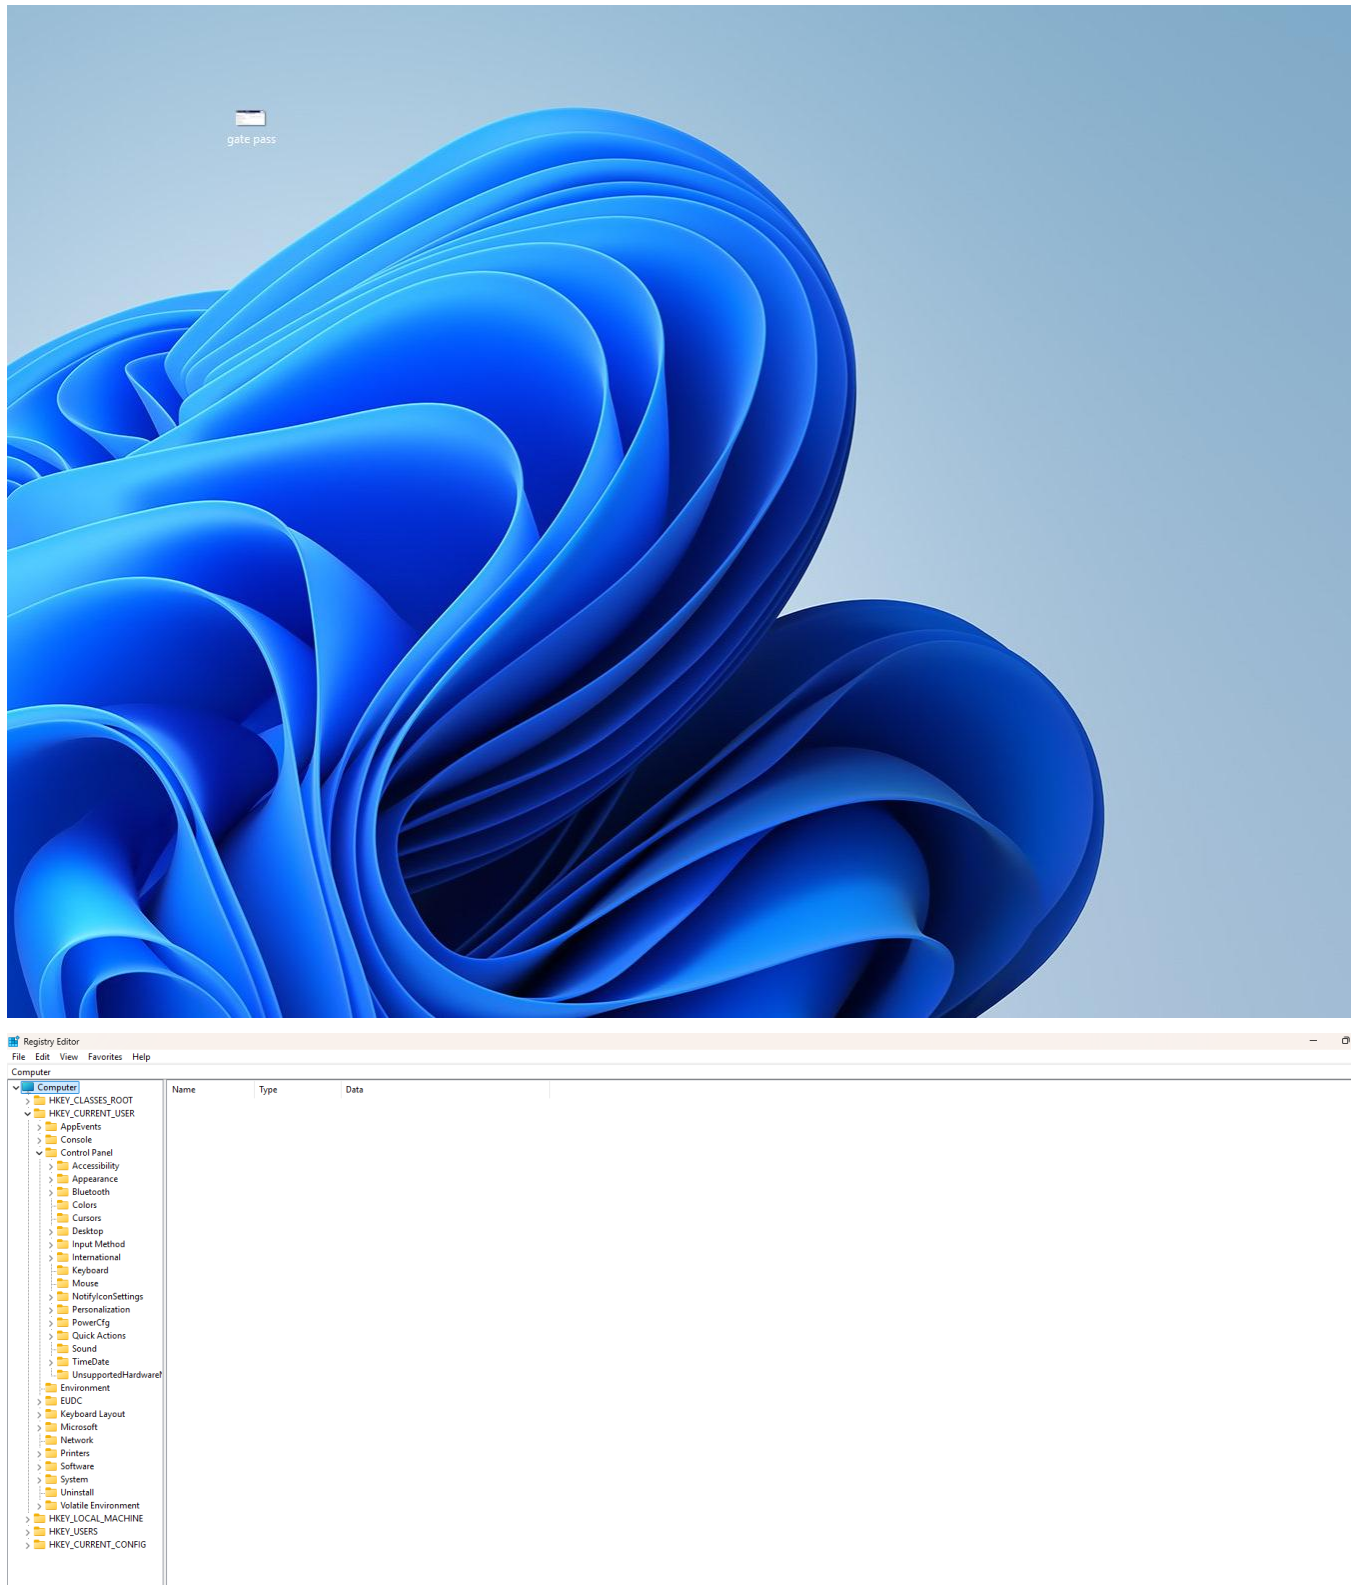 gate pass
Registry Editor
File Edit View Favorites Help
Computer
Computer
Name Type Data
HKEY_CLASSES_ROOT
HKEY_CURRENT_USER
AppEvents
Console
Control Panel
Accessibility
Appearance
Bluetooth
Colors
Cursors
Desktop
Input Method
International
Keyboard
Mouse
NotifyIconSettings
Personalization
PowerCfg
Quick Actions
Sound
TimeDate
UnsupportedHardware
Environment
EUDC
Keyboard Layout
Microsoft
Network
Printers
Software
System
Uninstall
Volatile Environment
HKEY_LOCAL_MACHINE
HKEY_USERS
HKEY_CURRENT_CONFIG